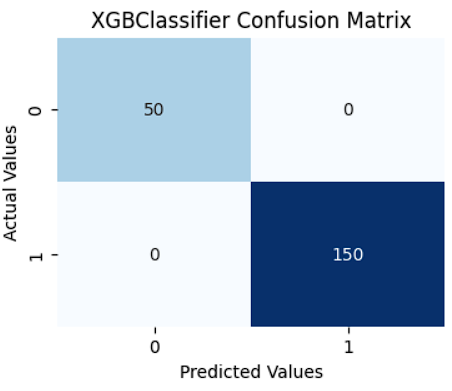 XGBClassifier Confusion Matrix
0
50
0
Actual Values
1
0
150
0
1
Predicted Values